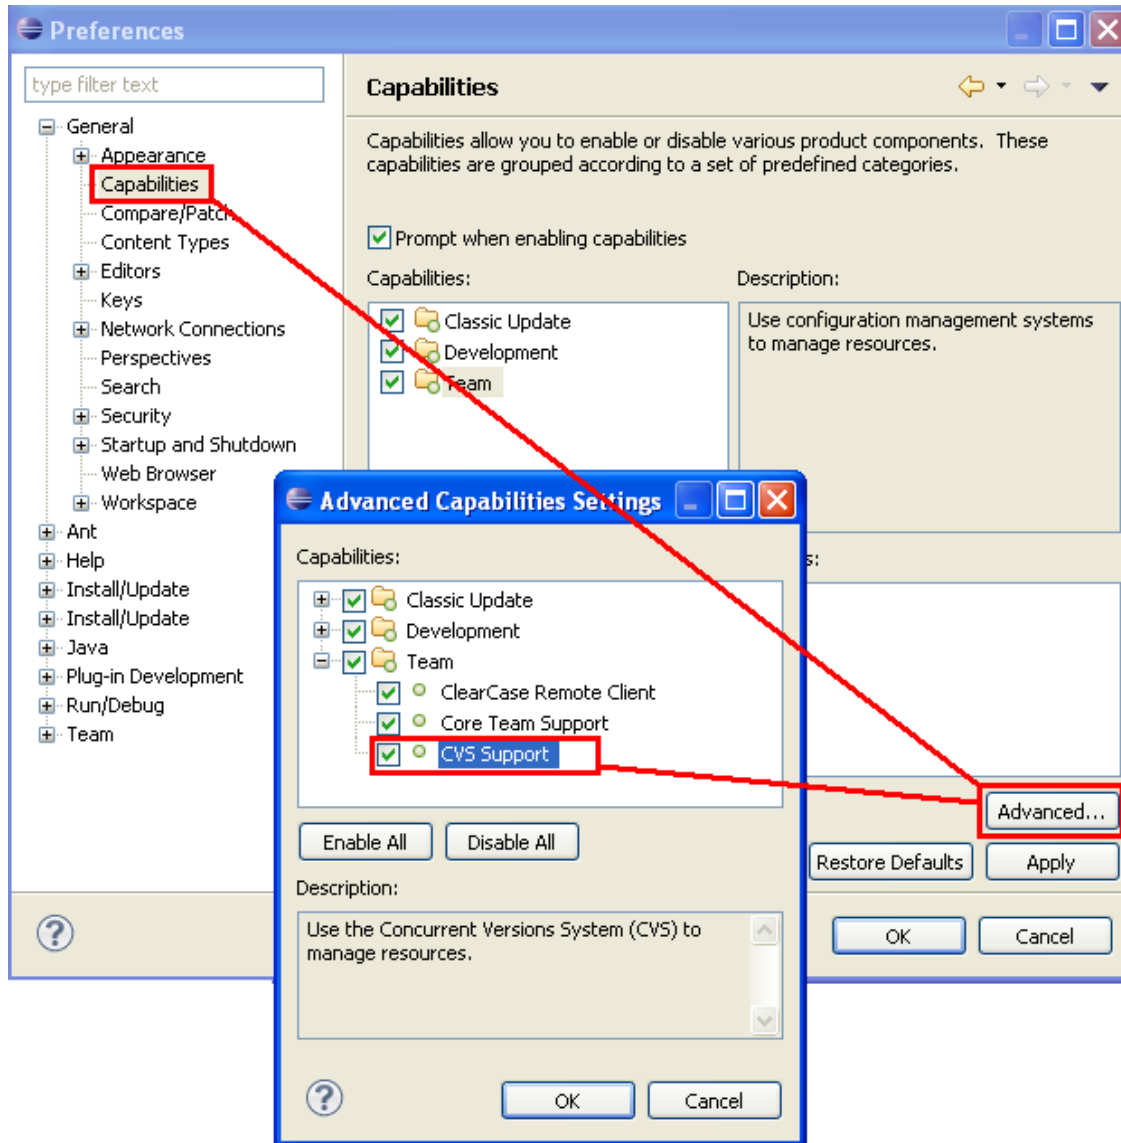 Preferences
type filter text
General
Appearance
Capabilities
Compare/Patch
Content Types
Editors
Keys
Network Connections
Perspectives
Search
Security
Startup and Shutdown
Web Browser
Workspace
Ant
Help
Install/Update
Install/Update
Java
Plug-in Development
Run/Debug
Team
Capabilities
Capabilities allow you to enable or disable various product components. These
capabilities are grouped according to a set of predefined categories.
Prompt when enabling capabilities
Capabilities:
Classic Update
Development
Team
Description:
Use configuration management systems
to manage resources.
s:
Advanced...
Restore Defaults
Apply
OK
Cancel
Advanced Capabilities Settings
Capabilities:
Classic Update
Development
Team
ClearCase Remote Client
Core Team Support
CVS Support
Enable All
Disable All
Description:
Use the Concurrent Versions System (CVS) to
manage resources.
OK
Cancel